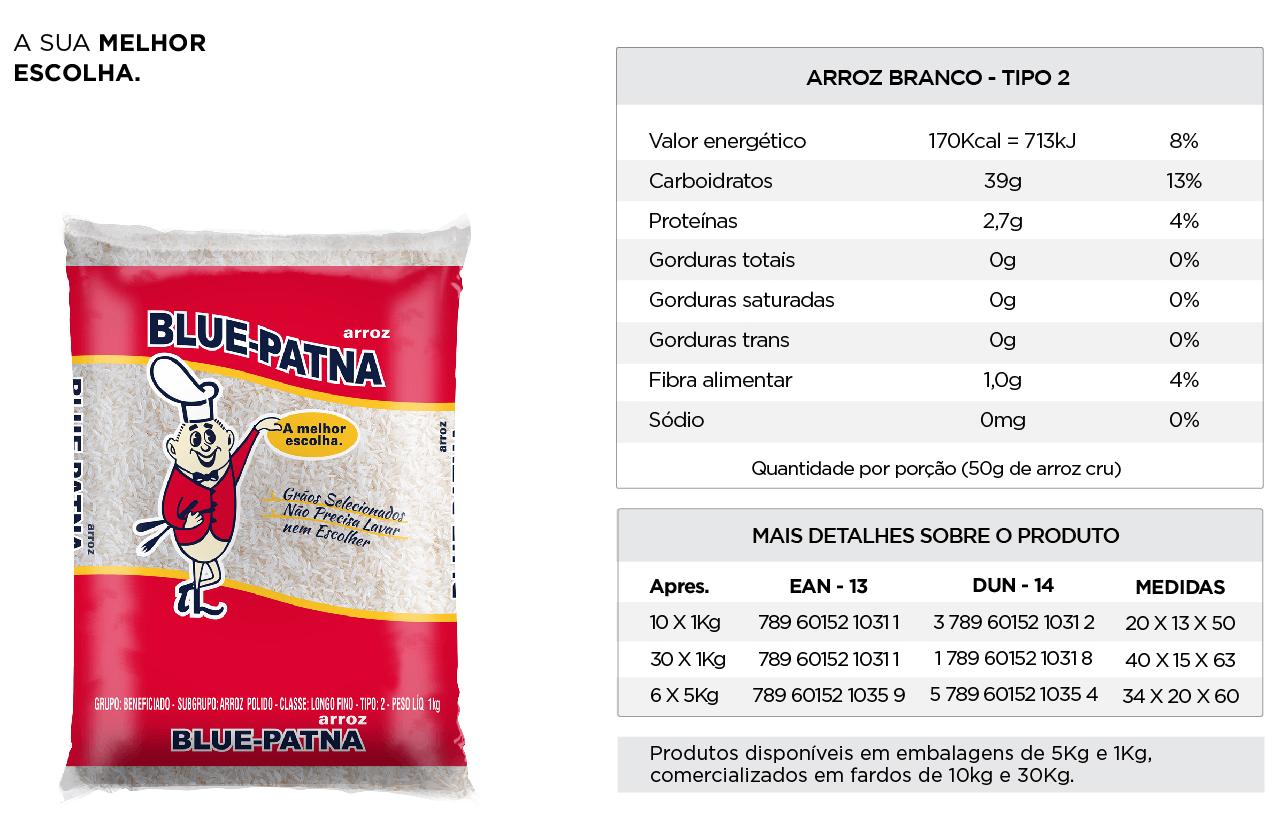 A SUA MELHOR
ESCOLHA.
arroz
BLUE-PATNA
A melhor
escolha.
Grãos Selecionados
Não Precisa Lavar
nem Escolher
BLUE-PATNA
arroz
arroz
GRUPO: BENEFICIADO - SUBGRUPO: ARROZ POLIDO - CLASSE: LONGO FINO - TIPO: 2 - PESO LÍQ. 1kg
arroz
BLUE-PATNA
ARROZ BRANCO - TIPO 2
Valor energético 170Kcal = 713kJ 8%
Carboidratos 39g 13%
Proteínas 2,7g 4%
Gorduras totais 0g 0%
Gorduras saturadas 0g 0%
Gorduras trans 0g 0%
Fibra alimentar 1,0g 4%
Sódio 0mg 0%
Quantidade por porção (50g de arroz cru)
MAIS DETALHES SOBRE O PRODUTO
Apres. EAN - 13 DUN - 14 MEDIDAS
10 X 1Kg 789 60152 1031 1 3 789 60152 1031 2 20 X 13 X 50
30 X 1Kg 789 60152 1031 1 1 789 60152 1031 8 40 X 15 X 63
6 X 5Kg 789 60152 1035 9 5 789 60152 1035 4 34 X 20 X 60
Produtos disponíveis em embalagens de 5Kg e 1Kg,
comercializados em fardos de 10kg e 30Kg.